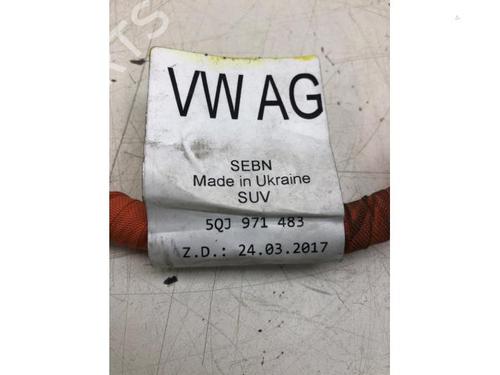 VW AG
SEBN
Made in Ukraine
SUV
5QJ 971 483
Z.D.: 24.03.2017